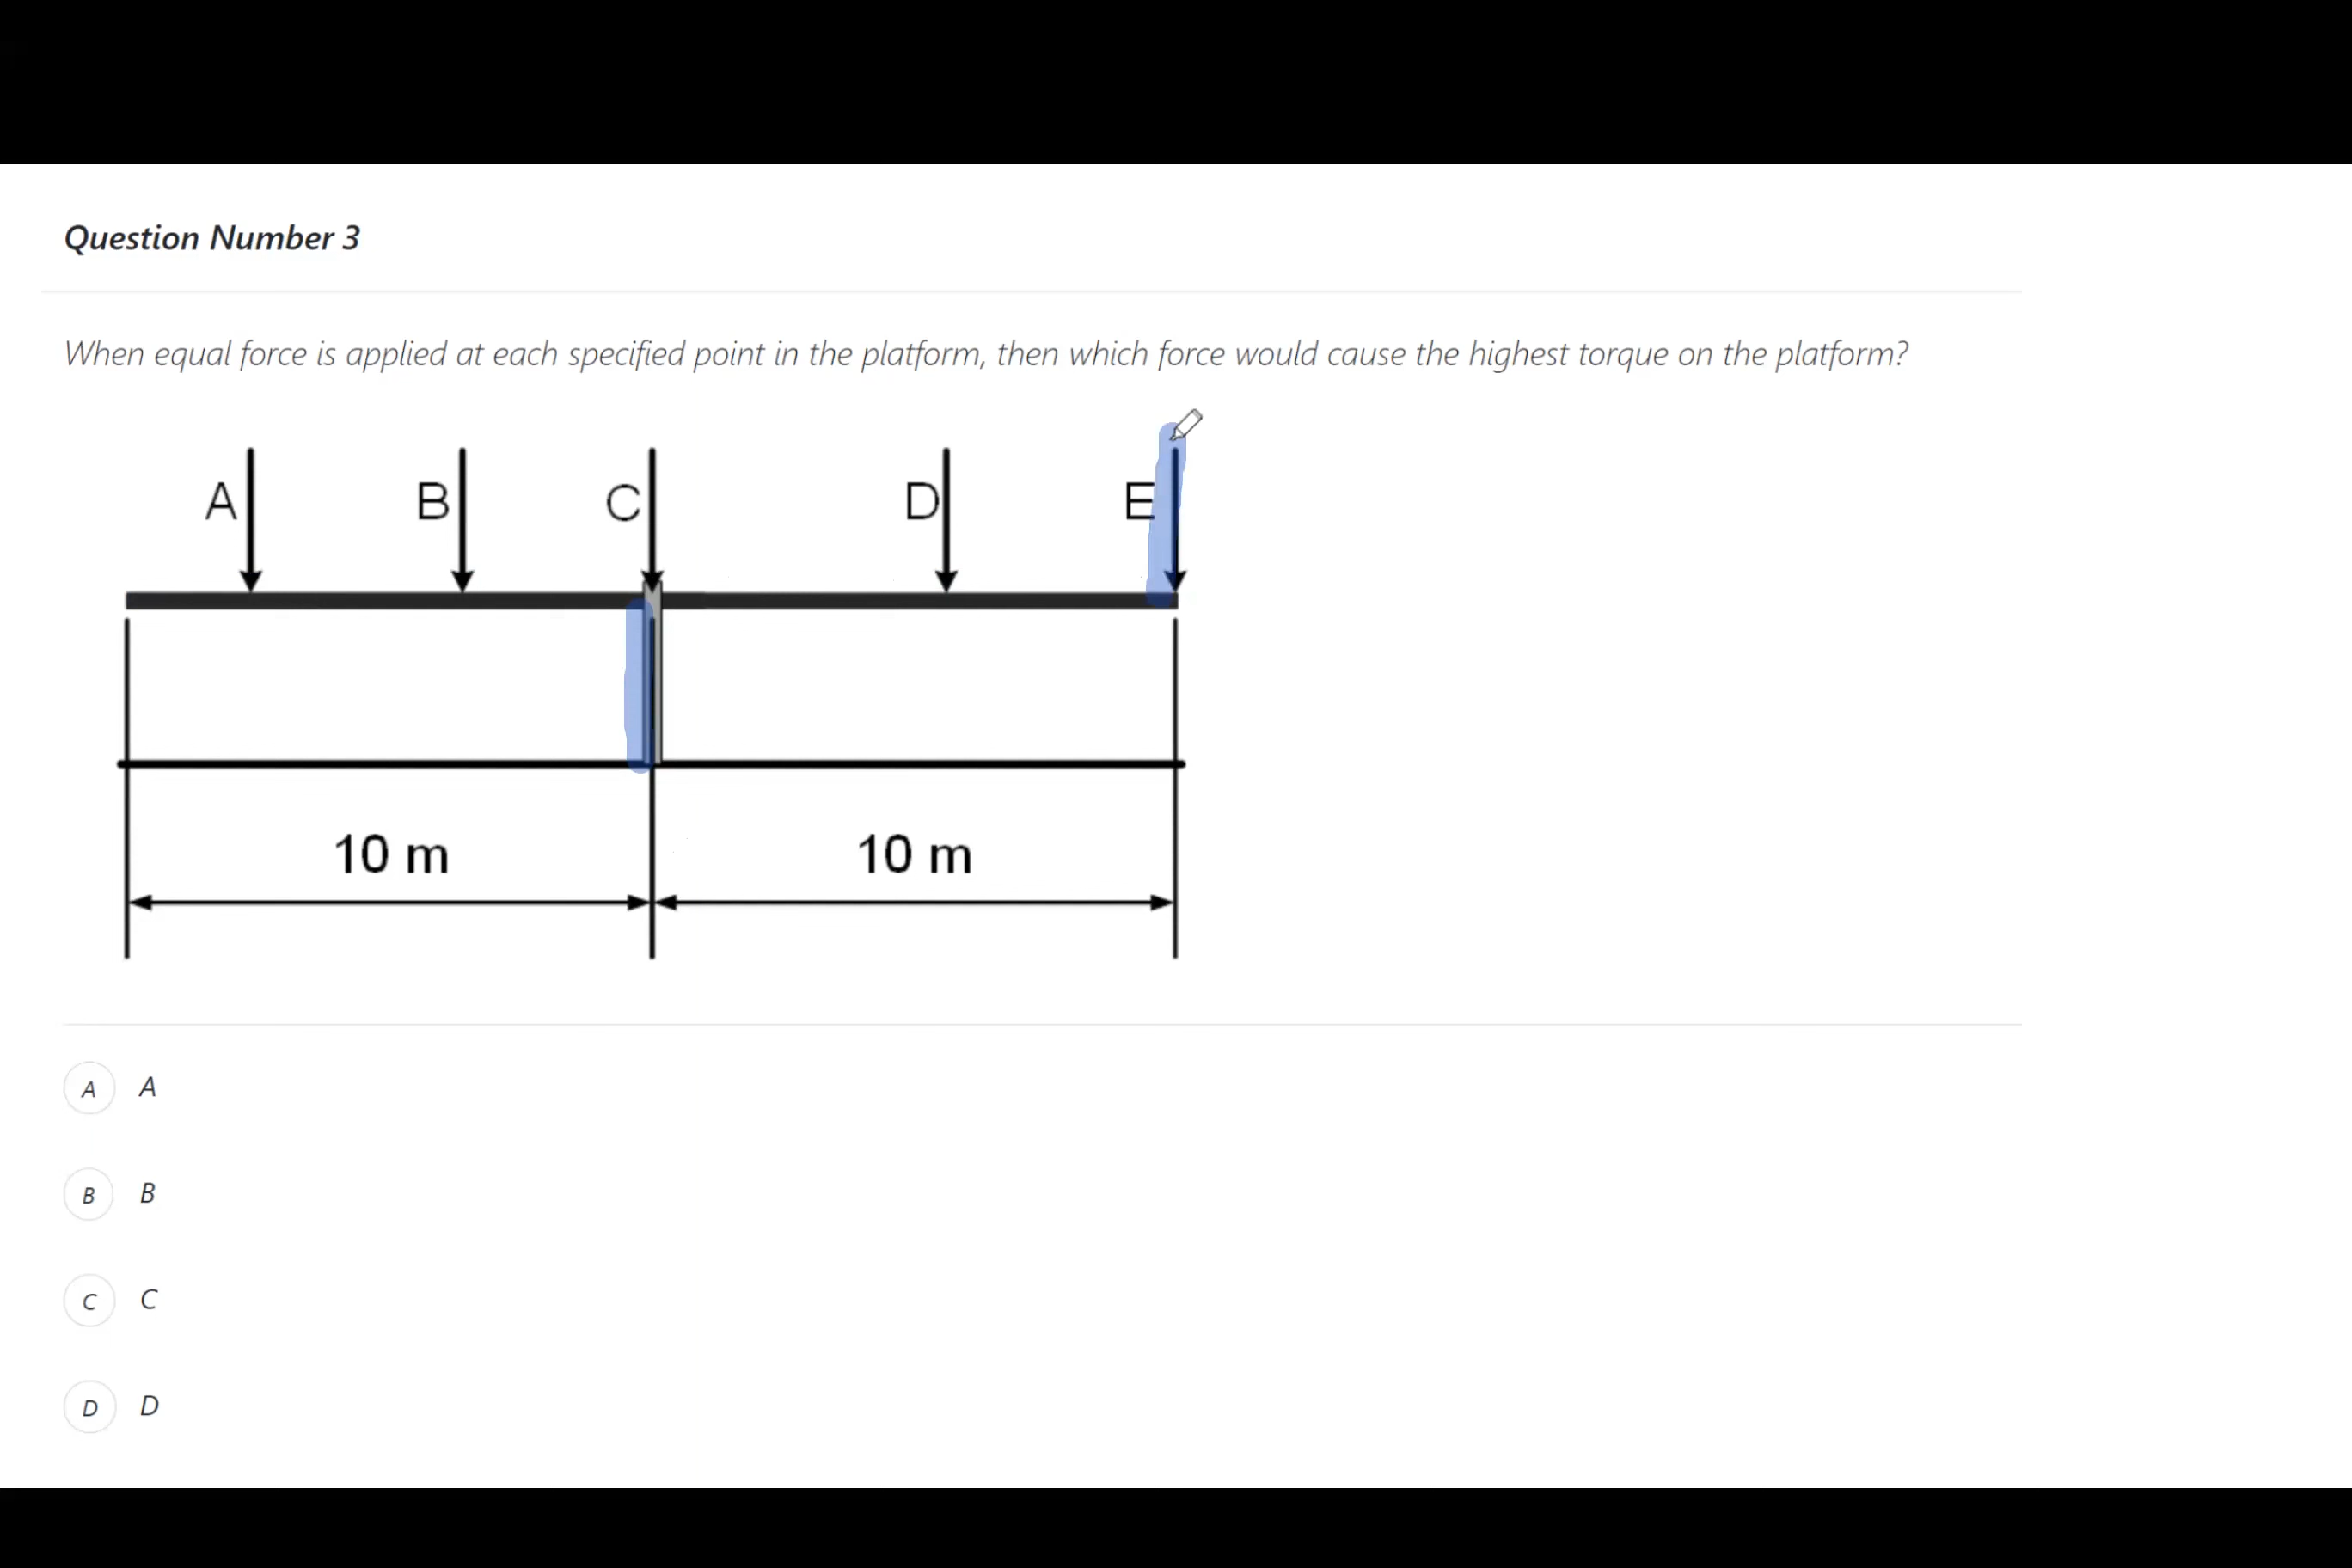 Question Number 3
When equal force is applied at each specified point in the platform, then which force would cause the highest torque on the platform?
A B C D E
10 m 10 m
A A
B B
C C
D D